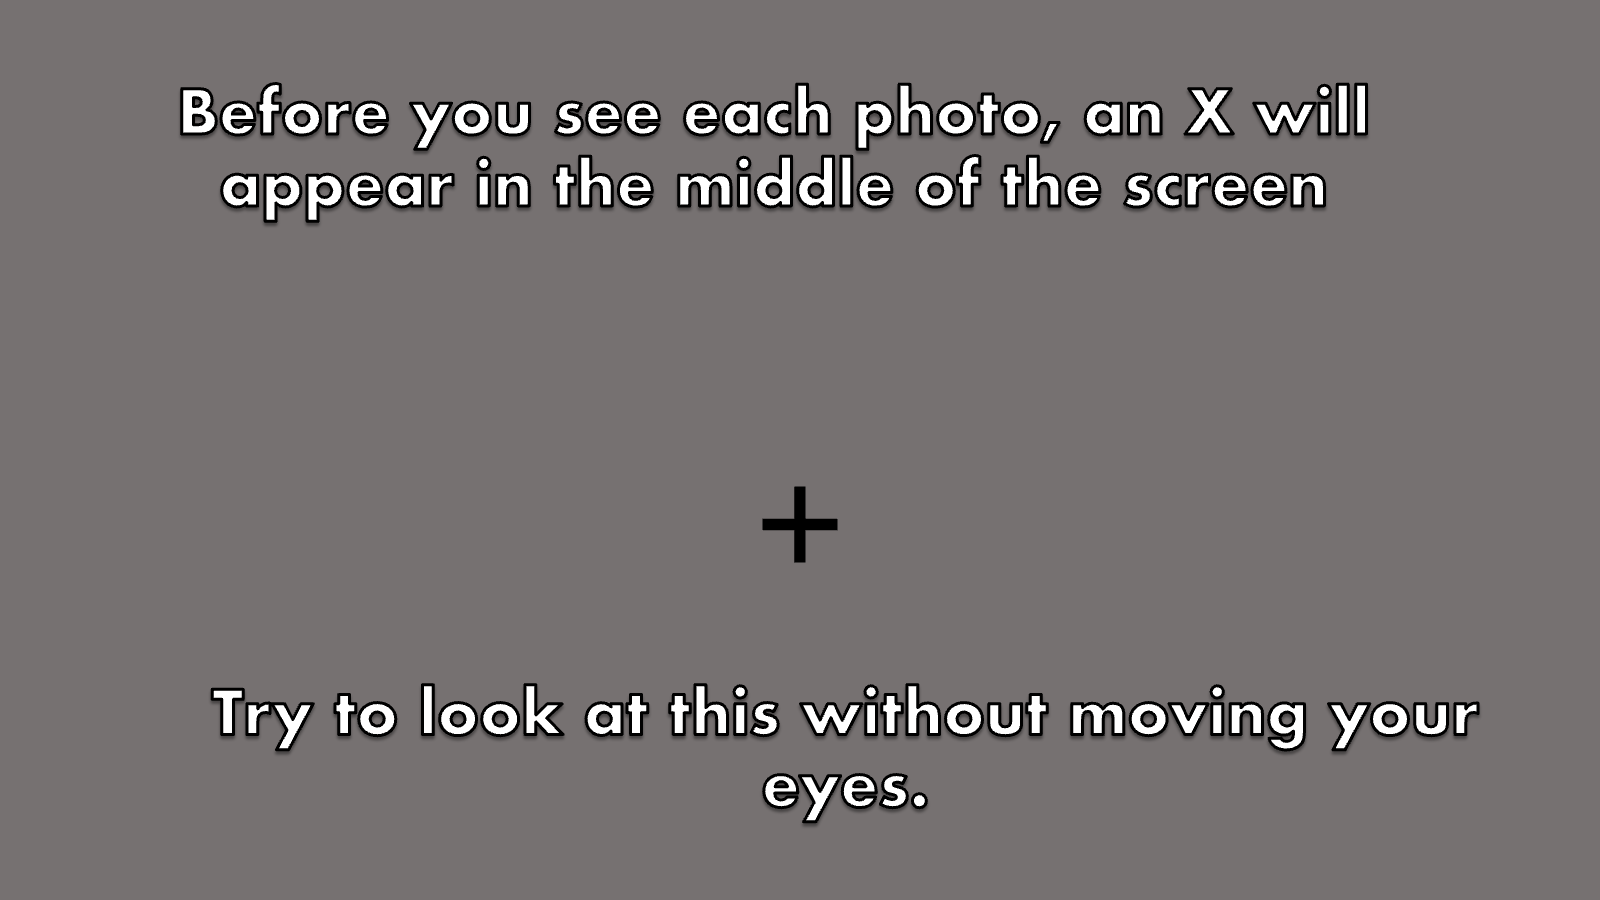 Before you see each photo, an X will
appear in the middle of the screen
+
Try to look at this without moving your
eyes.